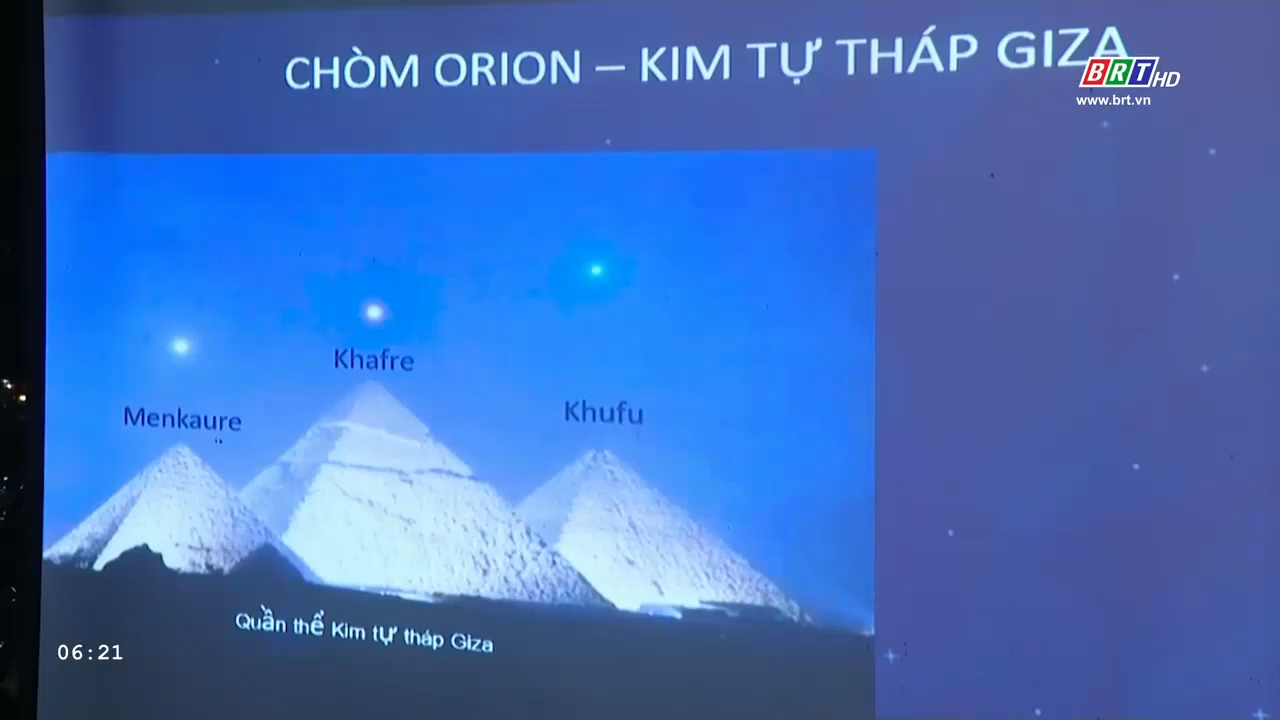 CHÒM ORION – KIM TỰ THÁP GIZA
BRT HD
www.brt.vn
Khafre
Menkaure
Khufu
Quần thể Kim tự tháp Giza
06:21